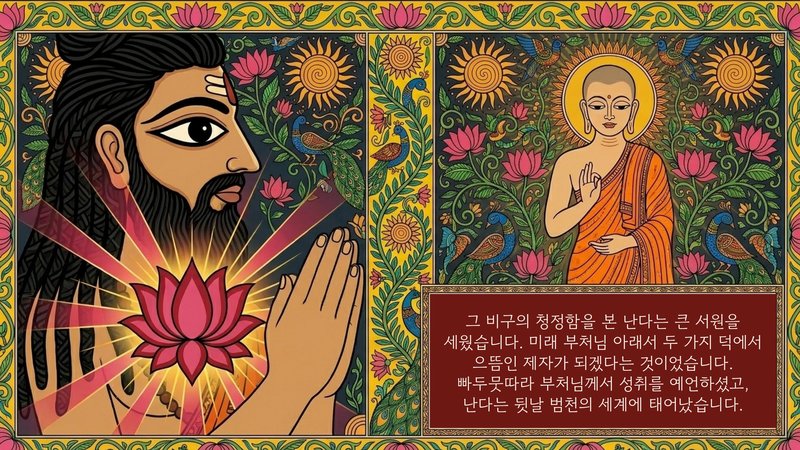 그 비구의 청정함을 본 난다는 큰 서원을
세웠습니다. 미래 부처님 아래서 두 가지 덕에서
으뜸인 제자가 되겠다는 것이었습니다.
빠두뭇따라 부처님께서 성취를 예언하셨고,
난다는 뒷날 범천의 세계에 태어났습니다.